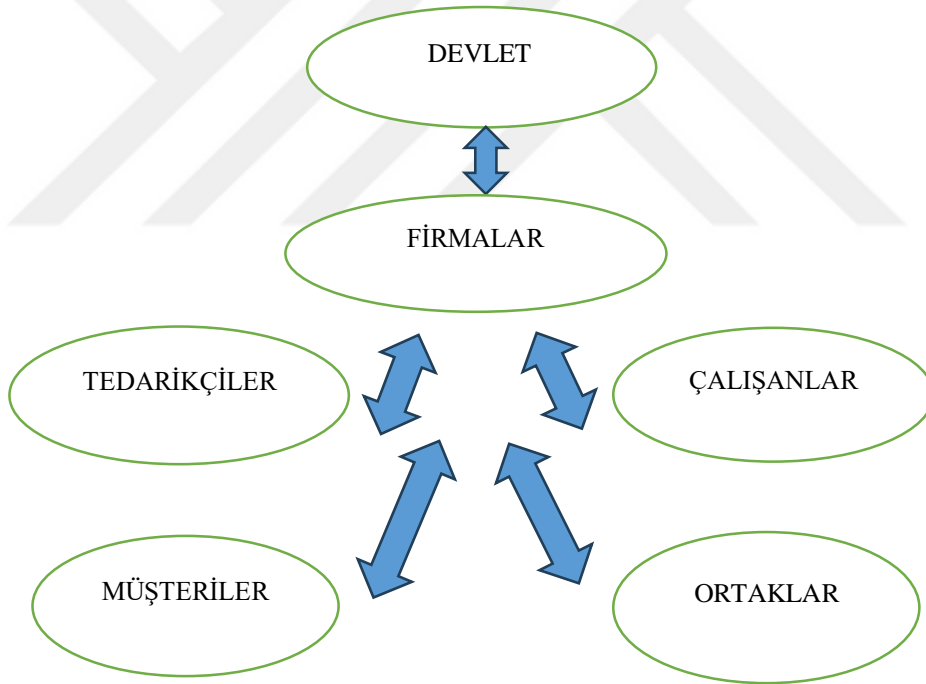 DEVLET
FİRMALAR
TEDARİKÇİLER
ÇALIŞANLAR
MÜŞTERİLER
ORTAKLAR